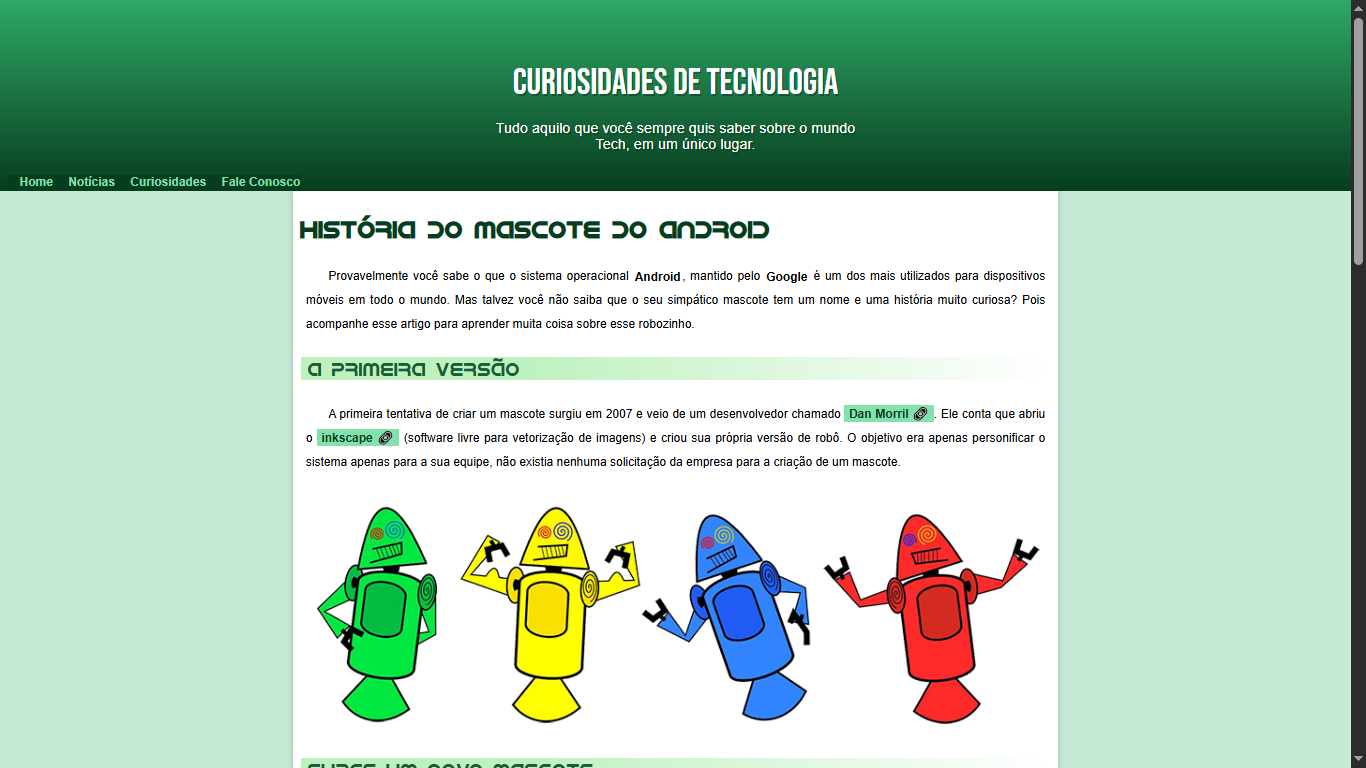 CURIOSIDADES DE TECNOLOGIA
Tudo aquilo que você sempre quis saber sobre o mundo
Tech, em um único lugar.
Home Notícias Curiosidades Fale Conosco
História do Mascote do Android
Provavelmente você sabe o que o sistema operacional Android, mantido pelo Google é um dos mais utilizados para dispositivos
móveis em todo o mundo. Mas talvez você não saiba que o seu simpático mascote tem um nome e uma história muito curiosa? Pois
acompanhe esse artigo para aprender muita coisa sobre esse robozinho.
A primeira versão
A primeira tentativa de criar um mascote surgiu em 2007 e veio de um desenvolvedor chamado Dan Morril. Ele conta que abriu
o inkscape (software livre para vetorização de imagens) e criou sua própria versão de robô. O objetivo era apenas personificar o
sistema apenas para a sua equipe, não existia nenhuma solicitação da empresa para a criação de um mascote.
Surge um novo mascote